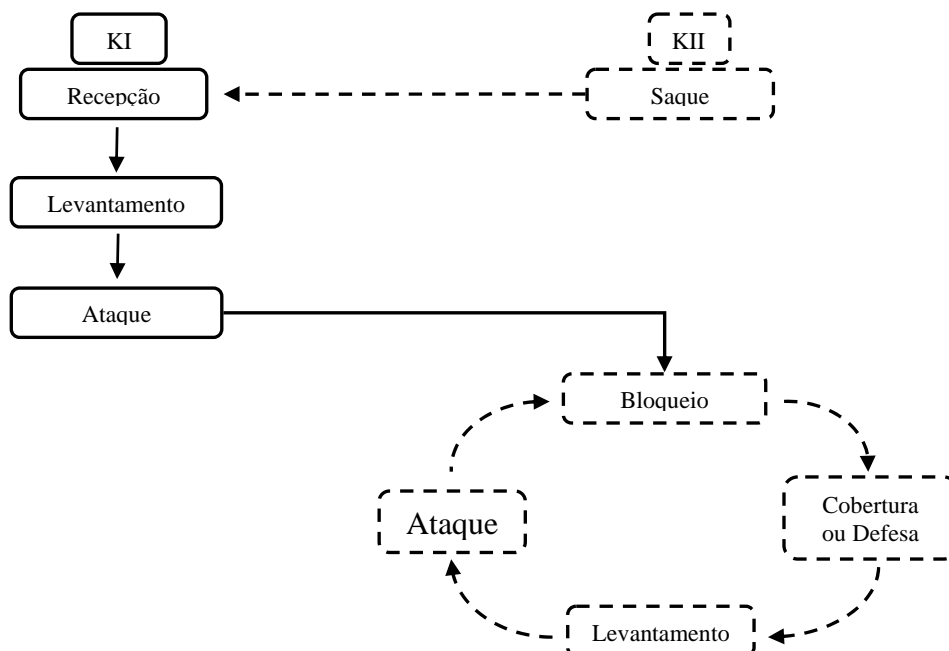 KI
KII
Recepção
Saque
Levantamento
Ataque
Bloqueio
Cobertura
ou Defesa
Ataque
Levantamento